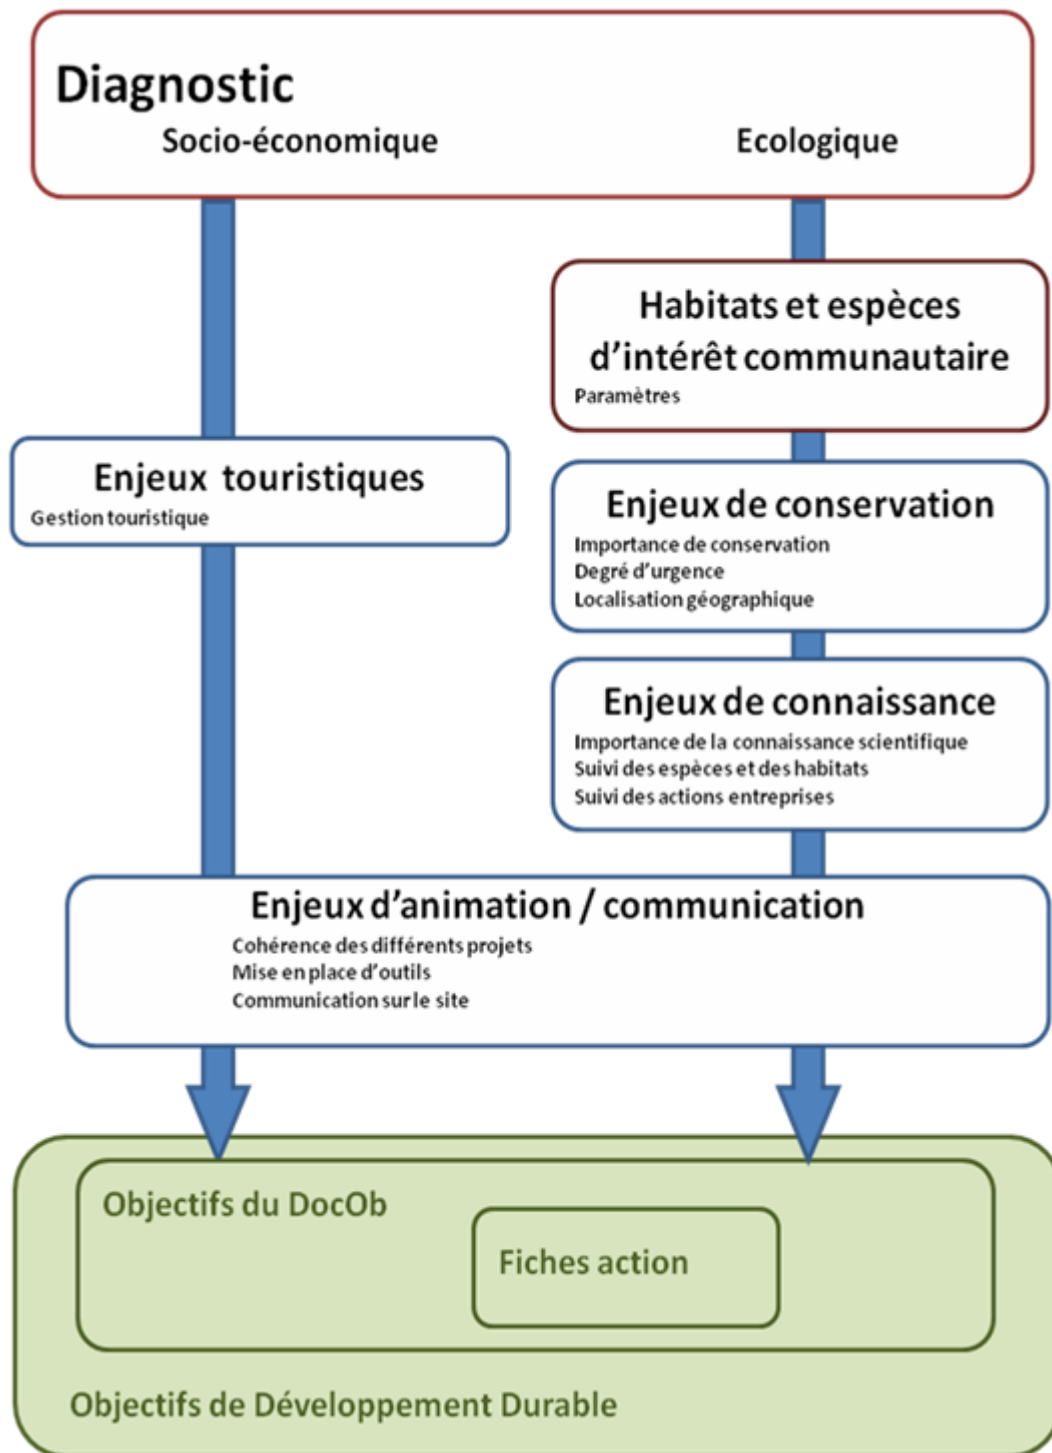 Diagnostic
Socio-économique
Ecologique
Habitats et espèces
d'intérêt communautaire
Paramètres
Enjeux touristiques
Gestion touristique
Enjeux de conservation
Importance de conservation
Degré d'urgence
Localisation géographique
Enjeux de connaissance
Importance de la connaissance scientifique
Suivi des espèces et des habitats
Suivi des actions entreprises
Enjeux d'animation / communication
Cohérence des différents projets
Mise en place d'outils
Communication sur le site
Objectifs du DocOb
Fiches action
Objectifs de Développement Durable